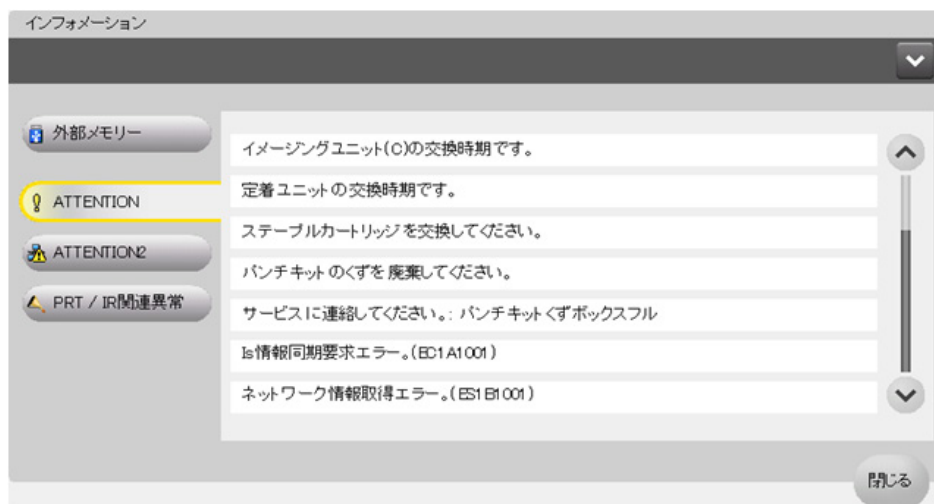 インフォメーション
外部メモリー
ATTENTION
ATTENTION2
PRT / IR関連異常
イメージングユニット(C)の交換時期です。
定着ユニットの交換時期です。
ステープルカートリッジを交換してください。
パンチキットのくずを廃棄してください。
サービスに連絡してください。: パンチキットくずボックスフル
Is情報同期要求エラー。(EC1A1001)
ネットワーク情報取得エラー。(ES1B1001)
閉じる